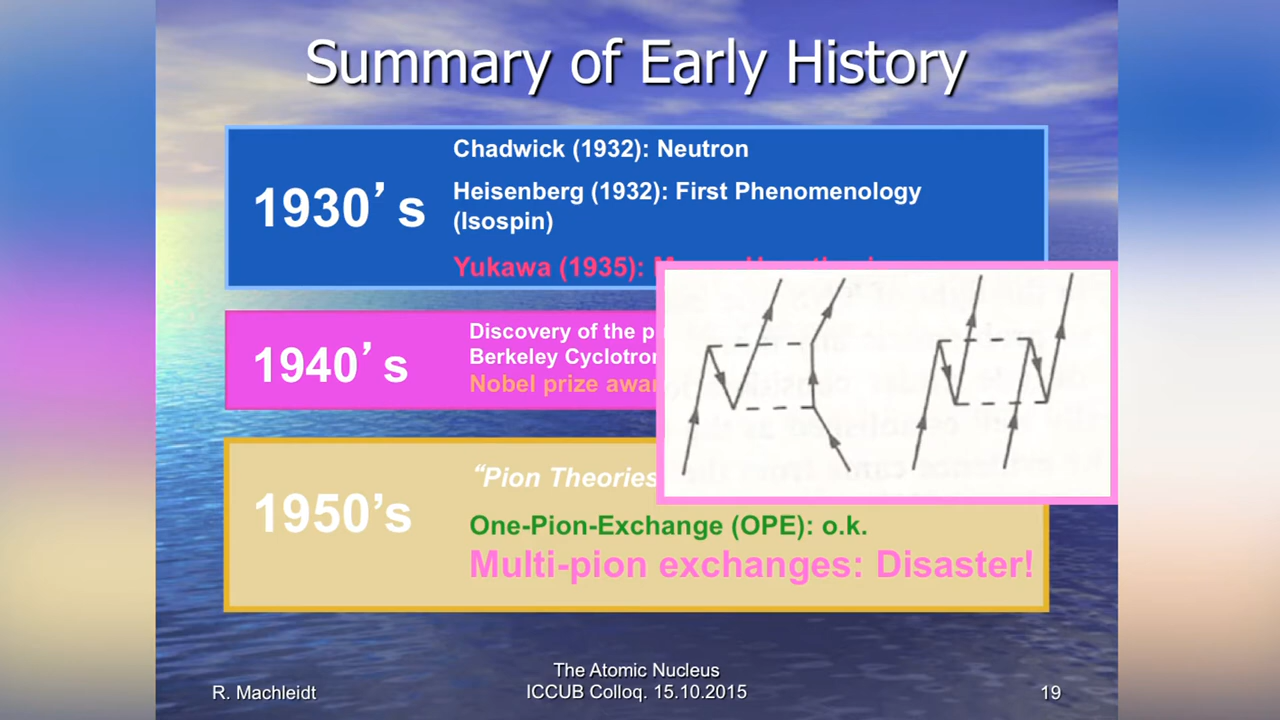 Summary of Early History
1930’s
Chadwick (1932): Neutron
Heisenberg (1932): First Phenomenology
(Isospin)
Yukawa (1935):
1940’s
Discovery of the
Berkeley
Nobel prize
1950’s
“Pion Theories
One-Pion-Exchange (OPE): o.k.
Multi-pion exchanges: Disaster!
R. Machleidt
The Atomic Nucleus
ICCUB Colloq. 15.10.2015
19